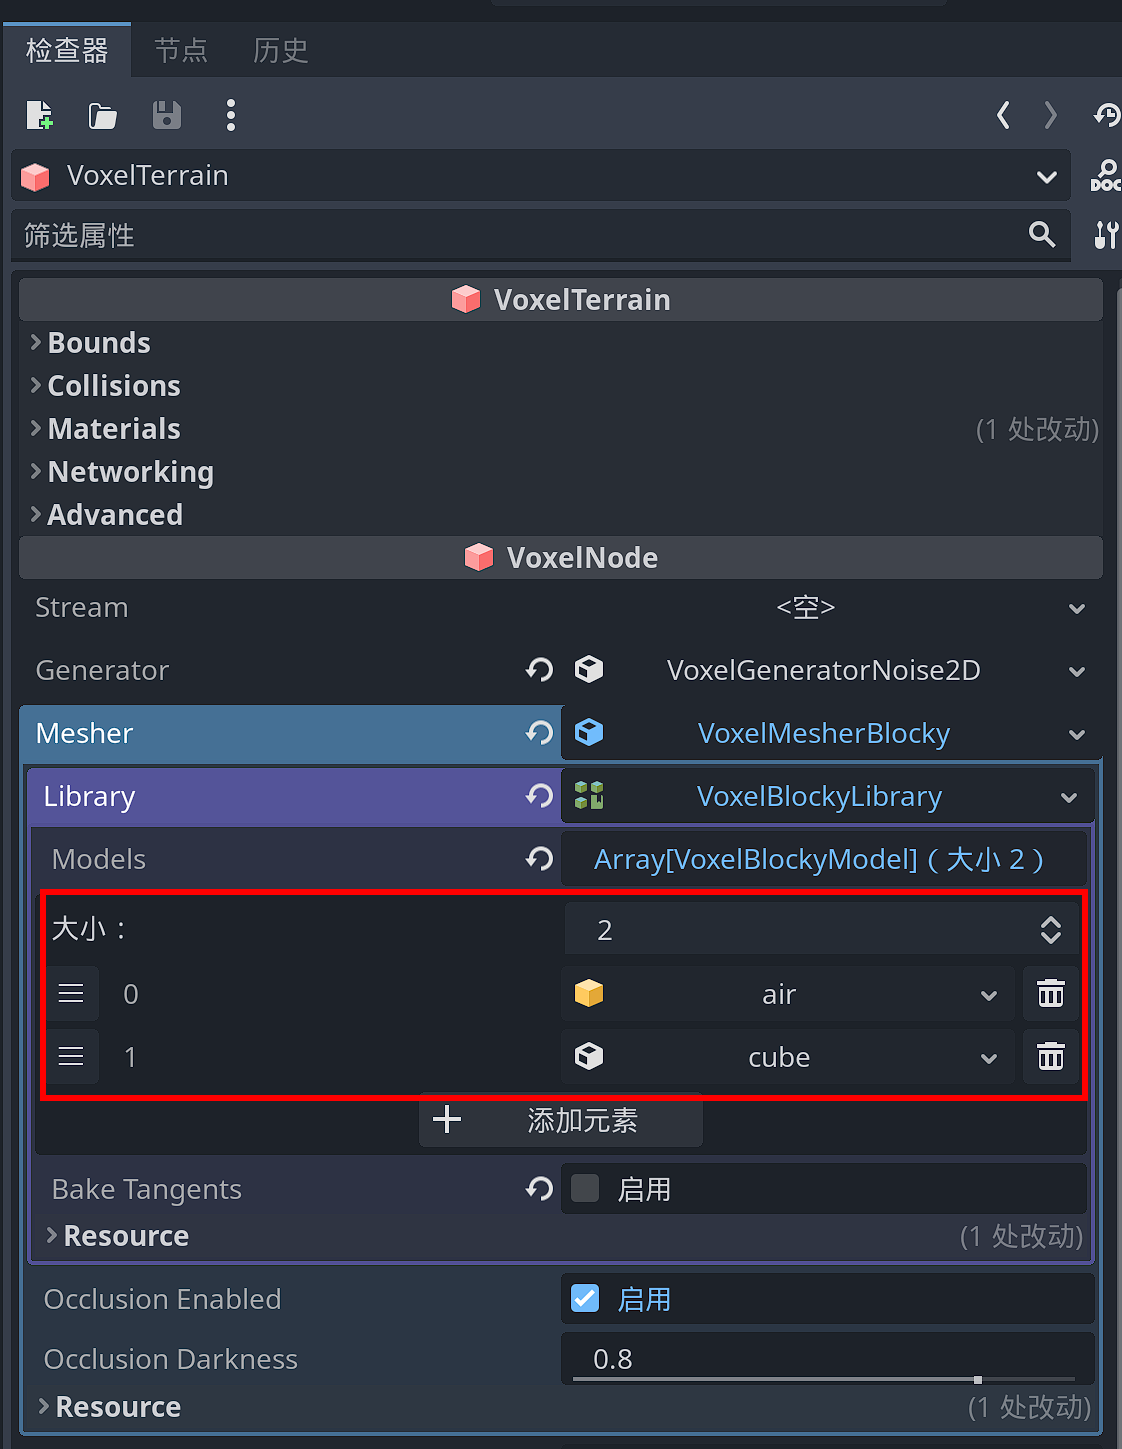 检查器 节点 历史
VoxelTerrain
DOC
筛选属性
VoxelTerrain
Bounds
Collisions
Materials (1 处改动)
Networking
Advanced
VoxelNode
Stream <空>
Generator VoxelGeneratorNoise2D
Mesher VoxelMesherBlocky
Library VoxelBlockyLibrary
Models Array[VoxelBlockyModel]（大小 2）
大小： 2
0 air
1 cube
添加元素
Bake Tangents 启用
Resource (1 处改动)
Occlusion Enabled 启用
Occlusion Darkness 0.8
Resource (1 处改动)